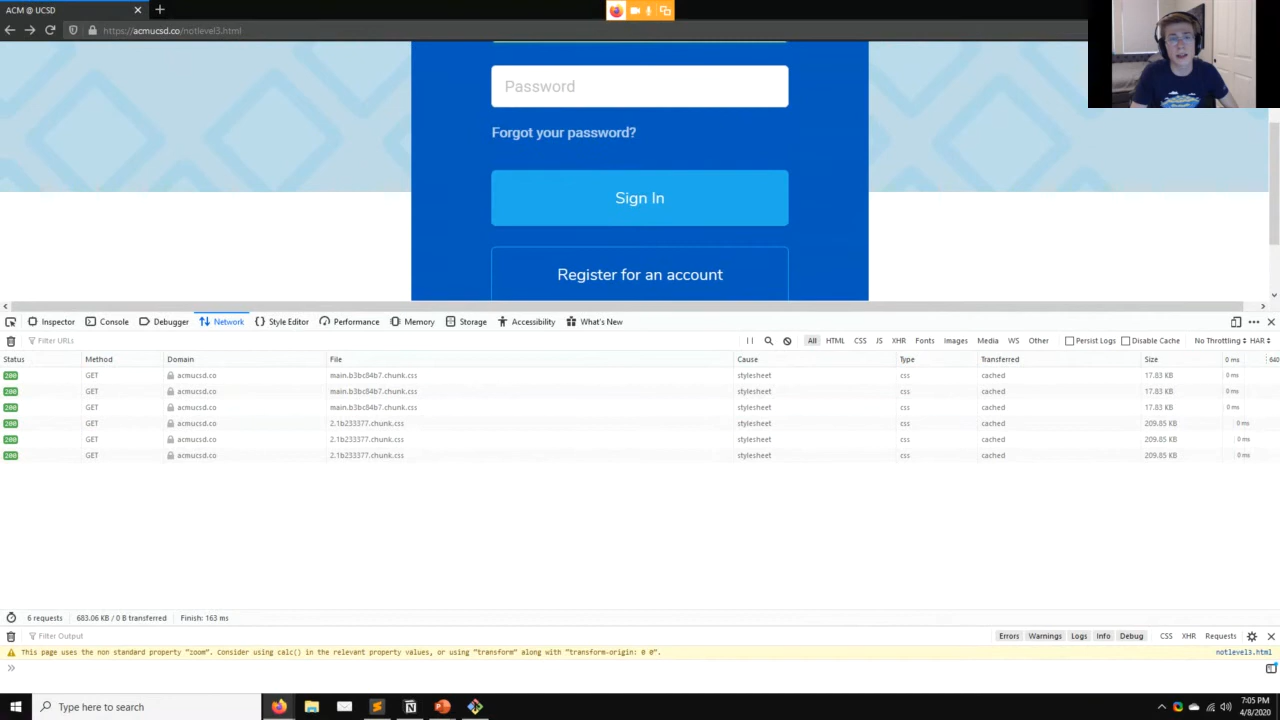 ACM @ UCSD
https://acmucsd.co/notlevel3.html
Password
Forgot your password?
Sign In
Register for an account
Inspector Console Debugger Network Style Editor Performance Memory Storage Accessibility What's New
Filter URLs All HTML CSS JS XHR Fonts Images Media WS Other Persist Logs Disable Cache No Throttling HAR
Status Method Domain File Cause Type Transferred Size 0 ms 640
200 GET acmucsd.co main.b3bc84b7.chunk.css stylesheet css cached 17.83 KB 0 ms
200 GET acmucsd.co main.b3bc84b7.chunk.css stylesheet css cached 17.83 KB 0 ms
200 GET acmucsd.co main.b3bc84b7.chunk.css stylesheet css cached 17.83 KB 0 ms
200 GET acmucsd.co 2.1b233377.chunk.css stylesheet css cached 209.85 KB 0 ms
200 GET acmucsd.co 2.1b233377.chunk.css stylesheet css cached 209.85 KB 0 ms
200 GET acmucsd.co 2.1b233377.chunk.css stylesheet css cached 209.85 KB 0 ms
6 requests 683.06 KB / 0 B transferred Finish: 163 ms
Filter Output Errors Warnings Logs Info Debug CSS XHR Requests
This page uses the non standard property "zoom". Consider using calc() in the relevant property values, or using "transform" along with "transform-origin: 0 0". notlevel3.html
Type here to search
7:05 PM
4/8/2020